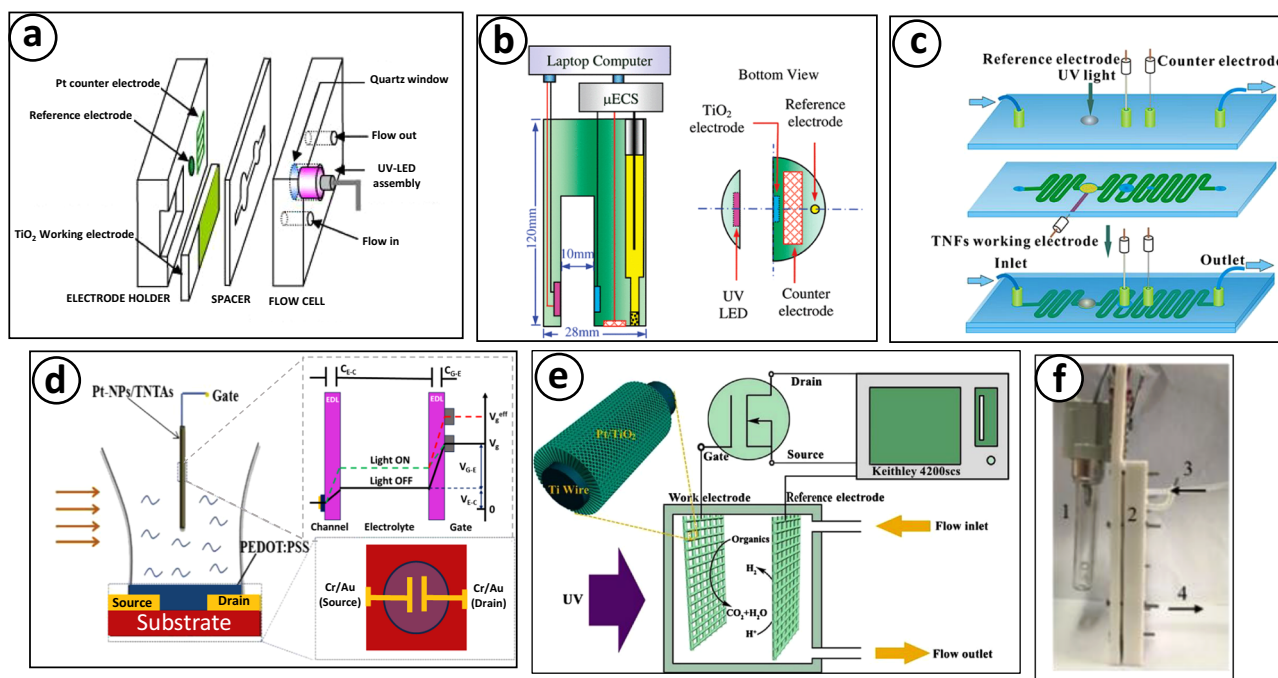 a
Pt counter electrode
Reference electrode
TiO2 Working electrode
Quartz window
Flow out
UV-LED
assembly
Flow in
ELECTRODE HOLDER
SPACER
FLOW CELL
b
Laptop Computer
μECS
120mm
10mm
28mm
Bottom View
TiO2
electrode
Reference
electrode
UV
LED
Counter
electrode
c
Reference electrode
UV light
Counter electrode
TNFs working electrode
Inlet
Outlet
d
Pt-NPs/TNTAs
Gate
PEDOT:PSS
Source
Drain
Substrate
CE-C
CG-E
EDL
EDL
Vgeff
Vg
Light ON
VG-E
Light OFF
VE-C
0
Channel
Electrolyte
Gate
Cr/Au
(Source)
Cr/Au
(Drain)
e
Pt/TiO2
Ti Wire
Drain
Gate
Source
Keithley 4200scs
Work electrode
Reference electrode
Flow inlet
Organics
H2
UV
CO2+H2O
H+
Flow outlet
f
1
2
3
4